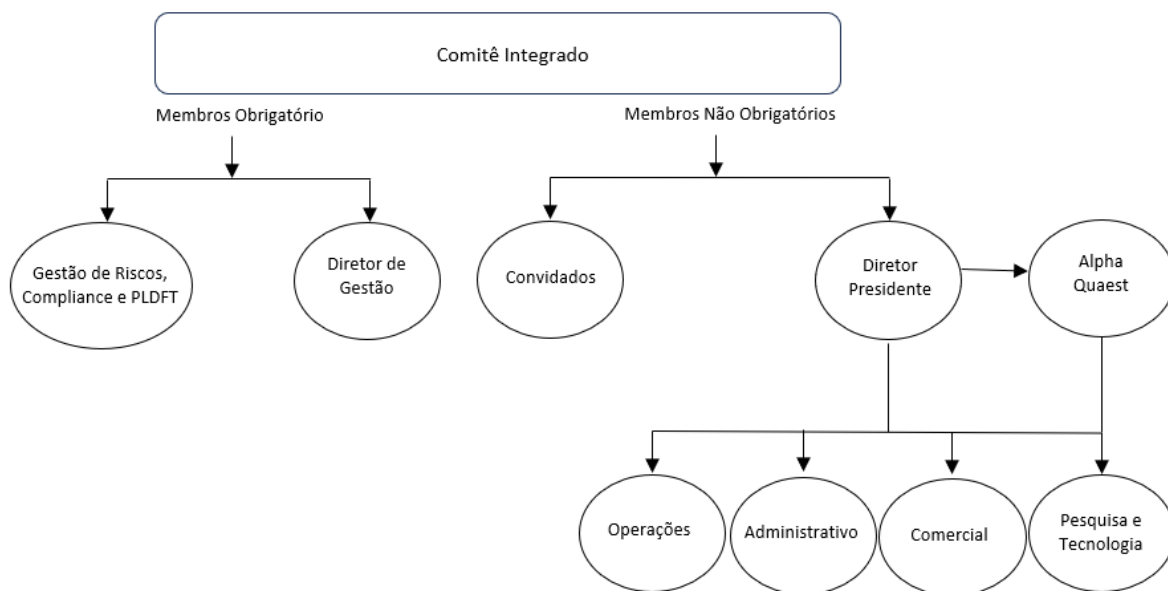 Comitê Integrado
Membros Obrigatório
Membros Não Obrigatórios
Gestão de Riscos,
Compliance e PLDFT
Diretor de
Gestão
Convidados
Diretor
Presidente
Alpha
Quaest
Operações
Administrativo
Comercial
Pesquisa e
Tecnologia